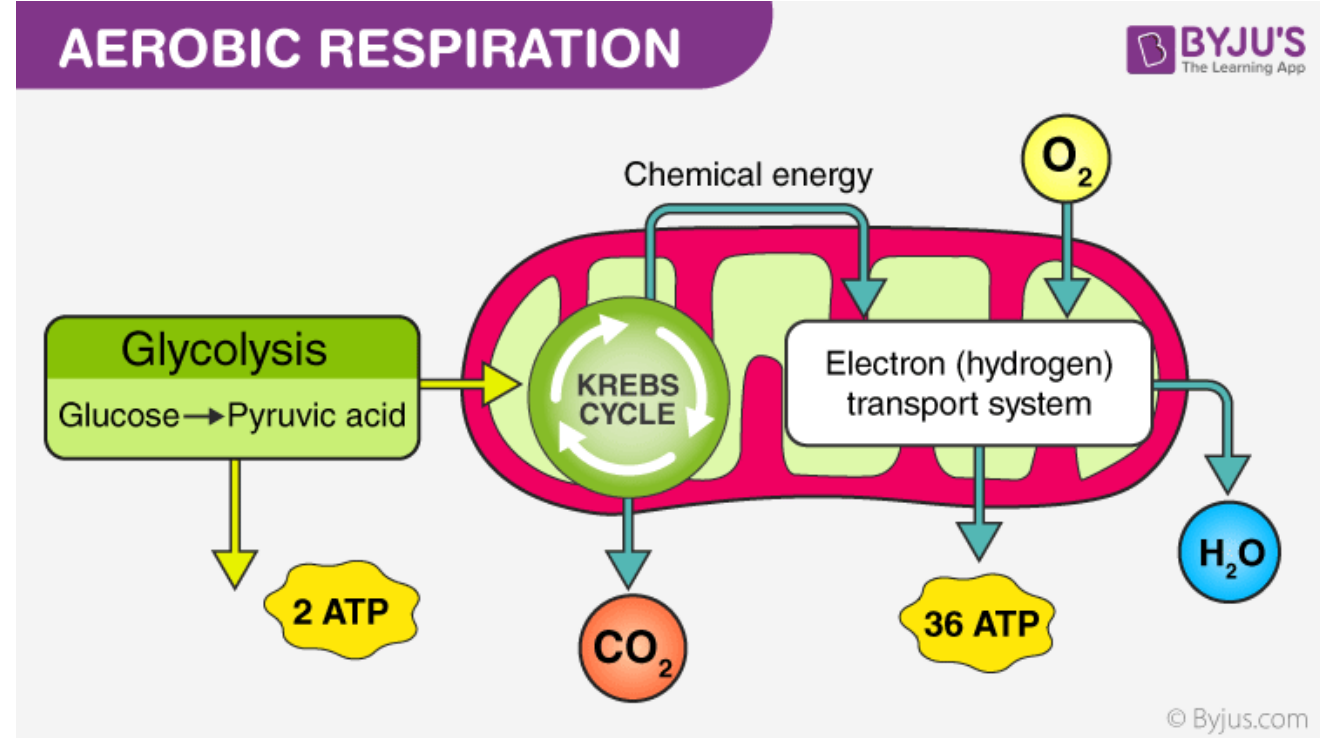 AEROBIC RESPIRATION
BYJU'S
The Learning App
O₂
Chemical energy
Glycolysis
Glucose→Pyruvic acid
KREBS
CYCLE
Electron (hydrogen)
transport system
2 ATP
CO₂
36 ATP
H₂O
© Byjus.com